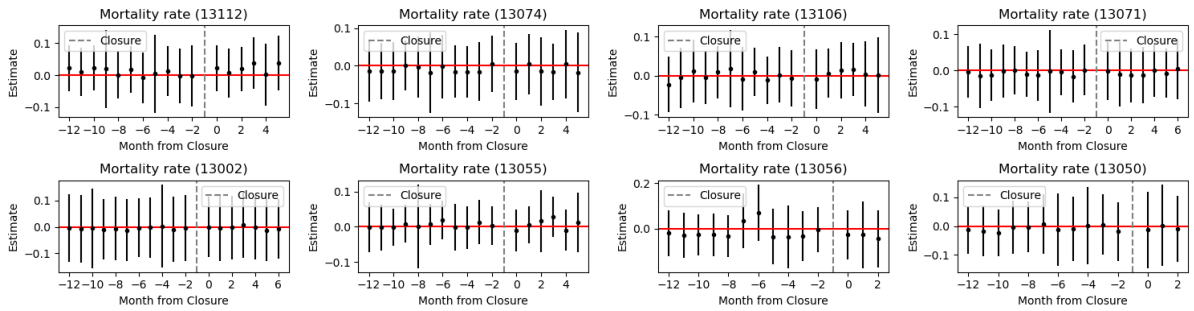 Mortality rate (13112)
Estimate
0.1
0.0
−0.1
Closure
−12 −10 −8 −6 −4 −2 0 2 4
Month from Closure
Mortality rate (13074)
Estimate
0.1
0.0
−0.1
Closure
−12 −10 −8 −6 −4 −2 0 2 4
Month from Closure
Mortality rate (13106)
Estimate
0.1
0.0
−0.1
Closure
−12 −10 −8 −6 −4 −2 0 2 4
Month from Closure
Mortality rate (13071)
Estimate
0.1
0.0
−0.1
Closure
−12 −10 −8 −6 −4 −2 0 2 4 6
Month from Closure
Mortality rate (13002)
Estimate
0.1
0.0
−0.1
Closure
−12 −10 −8 −6 −4 −2 0 2 4 6
Month from Closure
Mortality rate (13055)
Estimate
0.1
0.0
−0.1
Closure
−12 −10 −8 −6 −4 −2 0 2 4
Month from Closure
Mortality rate (13056)
Estimate
0.2
0.0
Closure
−12 −10 −8 −6 −4 −2 0 2
Month from Closure
Mortality rate (13050)
Estimate
0.1
0.0
−0.1
Closure
−12 −10 −8 −6 −4 −2 0 2
Month from Closure